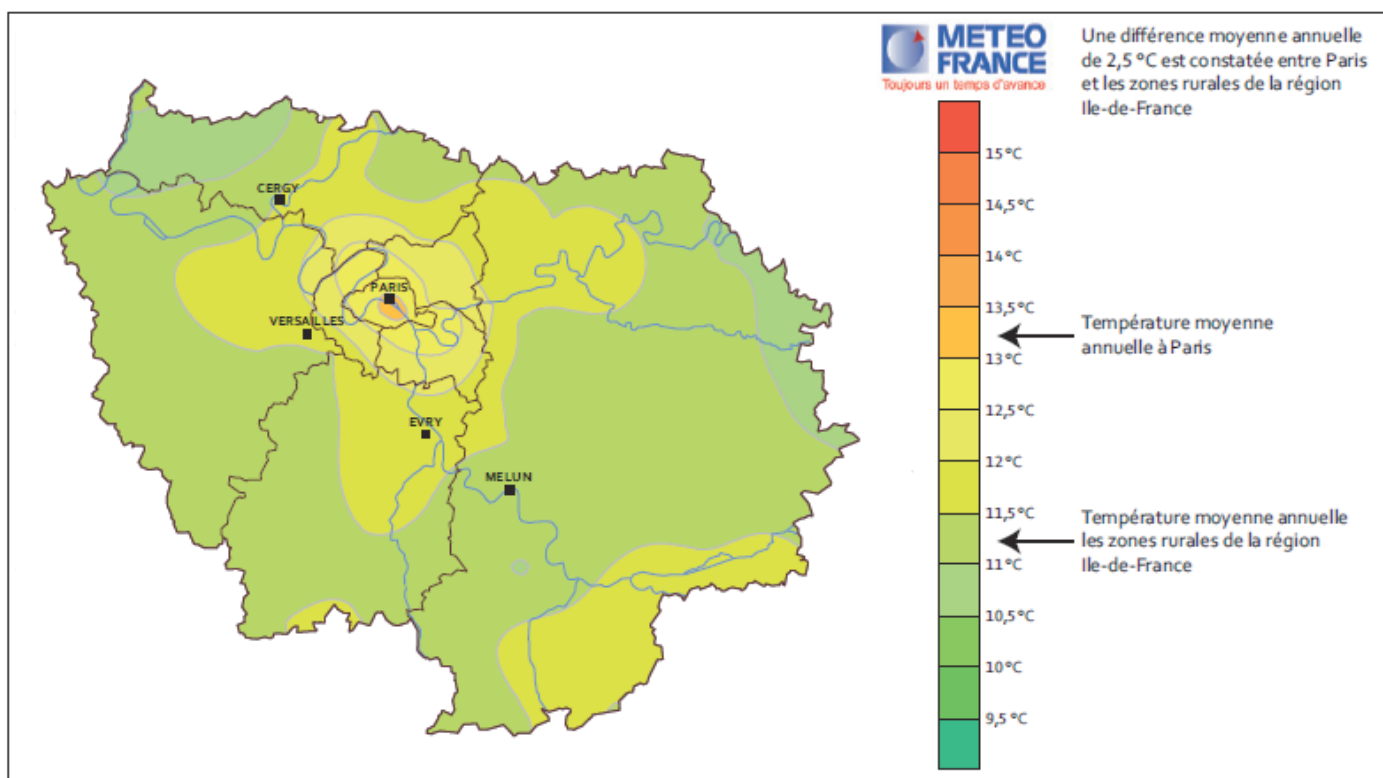 METEO
FRANCE
Toujours un temps d'avance
Une différence moyenne annuelle
de 2,5 °C est constatée entre Paris
et les zones rurales de la région
Ile-de-France
15°C
14,5°C
14°C
13,5°C
Température moyenne
annuelle à Paris
13°C
12,5°C
12°C
11,5°C
Température moyenne annuelle
les zones rurales de la région
Ile-de-France
11°C
10,5°C
10°C
9,5°C
CERGY
PARIS
VERSAILLES
EVRY
MELUN